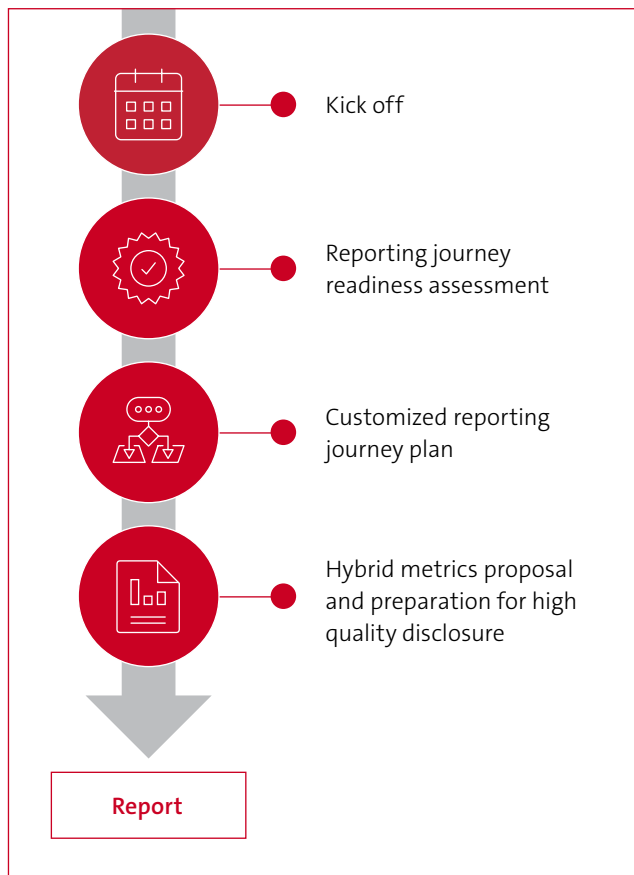 Kick off
Reporting journey
readiness assessment
Customized reporting
journey plan
Hybrid metrics proposal
and preparation for high
quality disclosure
Report